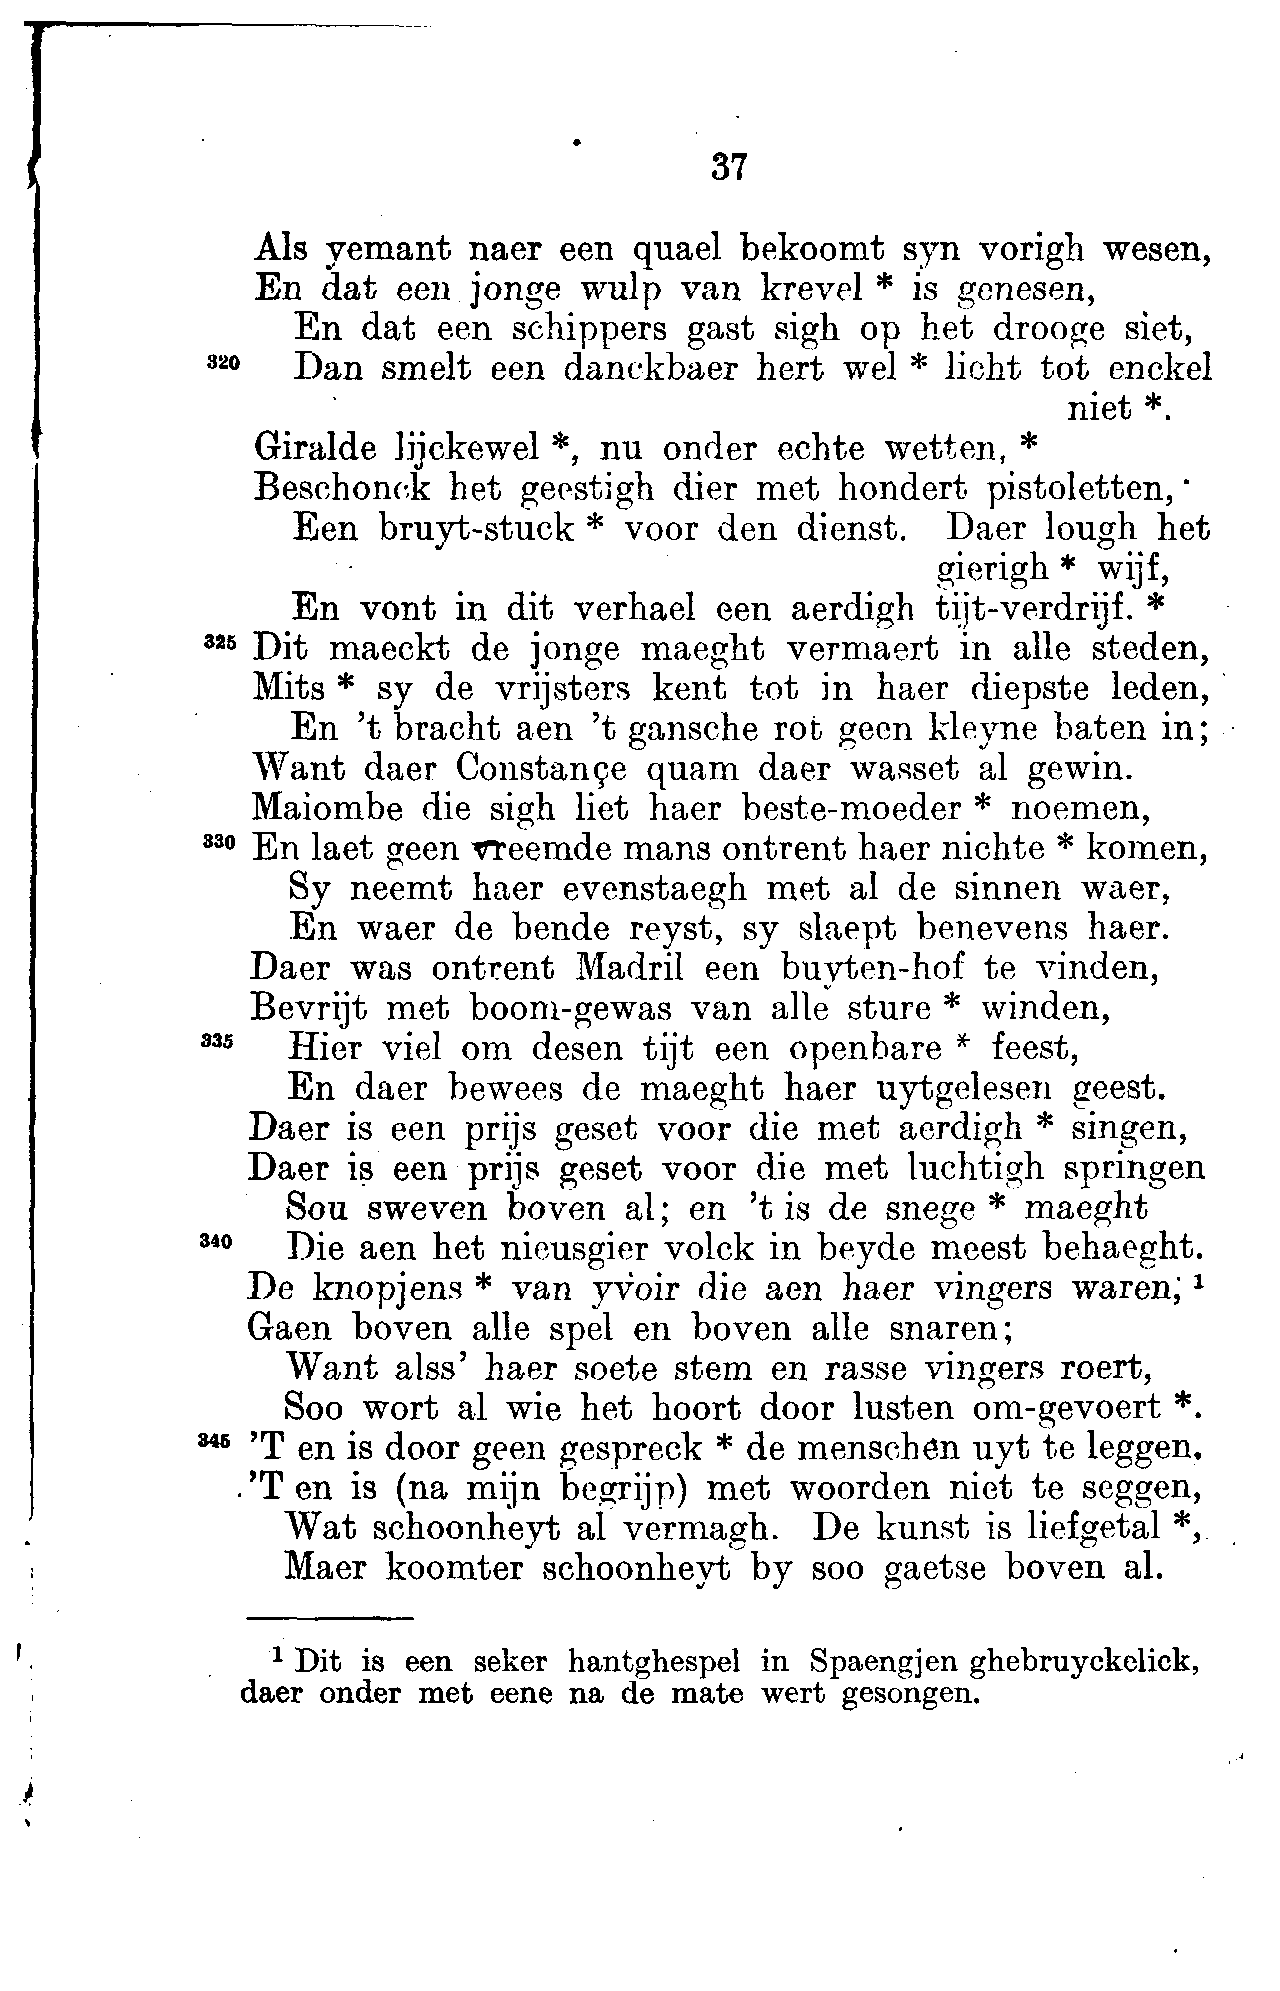 37
Als yemant naer een quael bekoomt syn vorigh wesen,
En dat een jonge wulp van krevel * is genesen,
En dat een schippers gast sigh op het drooge siet,
320 Dan smelt een danckbaer hert wel * licht tot enckel
niet *.
Giralde lijckewel *, nu onder echte wetten, *
Beschonck het geestigh dier met hondert pistoletten,
Een bruyt-stuck * voor den dienst. Daer lough het
gierigh * wijf,
En vont in dit verhael een aerdigh tijt-verdrijf. *
325 Dit maeckt de jonge maeght vermaert in alle steden,
Mits * sy de vrijsters kent tot in haer diepste leden,
En 't bracht aen 't gansche rot geen kleyne baten in;
Want daer Constançe quam daer wasset al gewin.
Maiombe die sigh liet haer beste-moeder * noemen,
330 En laet geen vreemde mans ontrent haer nichte * komen,
Sy neemt haer evenstaegh met al de sinnen waer,
En waer de bende reyst, sy slaept benevens haer.
Daer was ontrent Madril een buyten-hof te vinden,
Bevrijt met boom-gewas van alle sture * winden,
335 Hier viel om desen tijt een openbare * feest,
En daer bewees de maeght haer uytgelesen geest.
Daer is een prijs geset voor die met aerdigh * singen,
Daer is een prijs geset voor die met luchtigh springen
Sou sweven boven al; en 't is de snege * maeght
340 Die aen het nieusgier volck in beyde meest behaeght.
De knopjens * van yvoir die aen haer vingers waren, ¹
Gaen boven alle spel en boven alle snaren;
Want alss' haer soete stem en rasse vingers roert,
Soo wort al wie het hoort door lusten om-gevoert *.
345 'T en is door geen gespreck * de menschen uyt te leggen.
'T en is (na mijn begrijp) met woorden niet te seggen,
Wat schoonheyt al vermagh. De kunst is liefgetal *,
Maer koomter schoonheyt by soo gaetse boven al.
¹ Dit is een seker hantghespel in Spaengjen ghebruyckelick,
daer onder met eene na de mate wert gesongen.